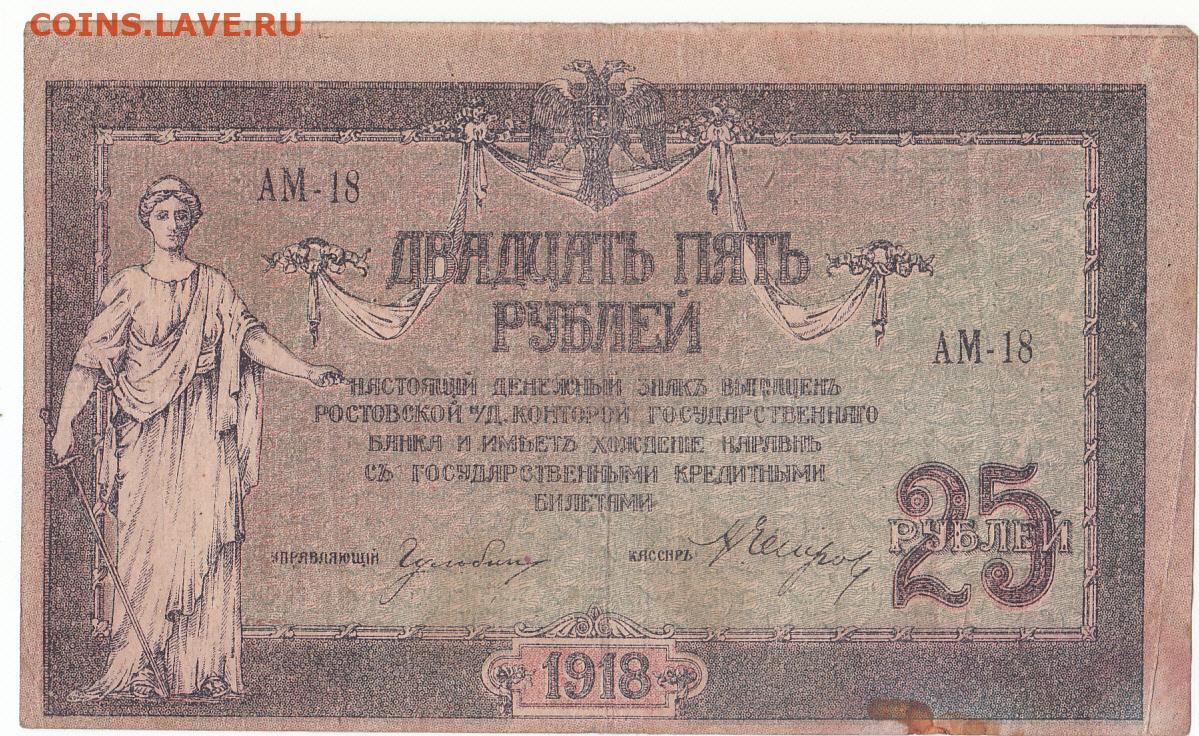 COINS.LAVE.RU
АМ-18
ДВАДЦАТЬ ПЯТЬ
РУБЛЕЙ
АМ-18
НАСТОЯЩІЙ ДЕНЕЖНЫЙ ЗНАКЪ ВЫПУЩЕНЪ
РОСТОВСКОЙ н/Д. КОНТОРОЙ ГОСУДАРСТВЕННАГО
БАНКА И ИМѢЕТЪ ХОЖДЕНІЕ НАРАВНѢ
СЪ ГОСУДАРСТВЕННЫМИ КРЕДИТНЫМИ
БИЛЕТАМИ
25
РУБЛЕЙ
УПРАВЛЯЮЩІЙ
КАССИРЪ
1918